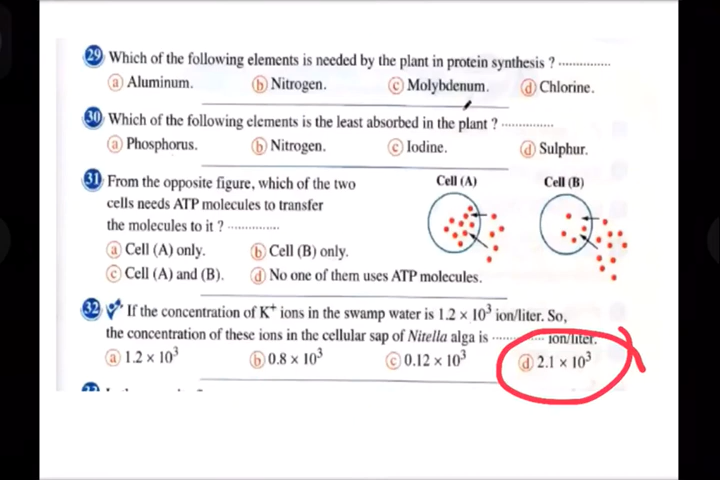 29 Which of the following elements is needed by the plant in protein synthesis ? ...............
a Aluminum. b Nitrogen. c Molybdenum. d Chlorine.
30 Which of the following elements is the least absorbed in the plant ? ...............
a Phosphorus. b Nitrogen. c Iodine. d Sulphur.
31 From the opposite figure, which of the two
cells needs ATP molecules to transfer
the molecules to it ? ...............
Cell (A) Cell (B)
a Cell (A) only. b Cell (B) only.
c Cell (A) and (B). d No one of them uses ATP molecules.
32 If the concentration of K⁺ ions in the swamp water is 1.2 × 10³ ion/liter. So,
the concentration of these ions in the cellular sap of Nitella alga is ............... ion/liter.
a 1.2 × 10³ b 0.8 × 10³ c 0.12 × 10³ d 2.1 × 10³